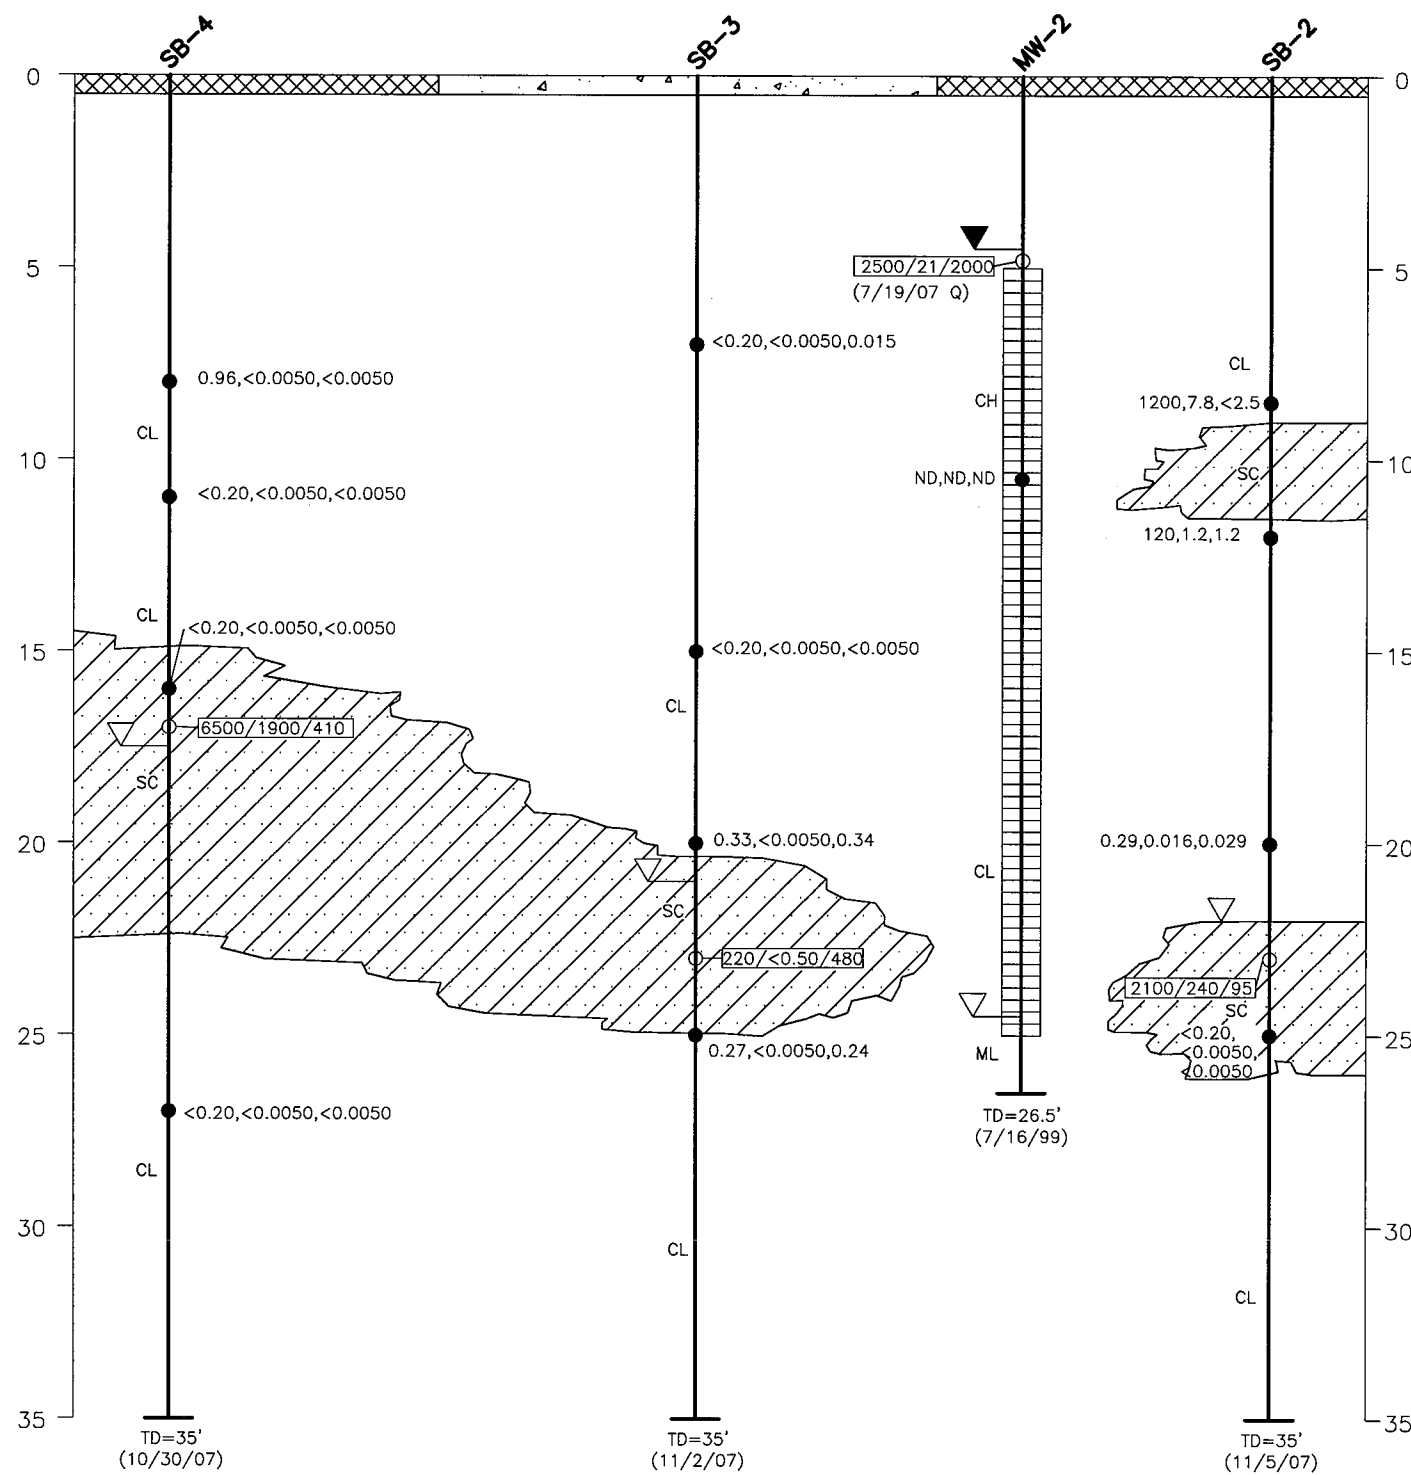 SB-4
SB-3
MW-2
SB-2
0
0
5
2500/21/2000
5
(7/19/07 Q)
<0.20,<0.0050,0.015
CL
0.96,<0.0050,<0.0050
CH
1200,7.8,<2.5
CL
10
10
SC
ND,ND,ND
<0.20,<0.0050,<0.0050
120,1.2,1.2
CL
<0.20,<0.0050,<0.0050
15
<0.20,<0.0050,<0.0050
15
CL
6500/1900/410
SC
20
0.33,<0.0050,0.34
0.29,0.016,0.029
20
CL
SC
220/<0.50/480
2100/240/95
SC
25
<0.20,
25
0.27,<0.0050,0.24
ML
0.0050,
0.0050
<0.20,<0.0050,<0.0050
TD=26.5'
(7/16/99)
CL
30
30
CL
CL
35
35
TD=35'
(10/30/07)
TD=35'
(11/2/07)
TD=35'
(11/5/07)